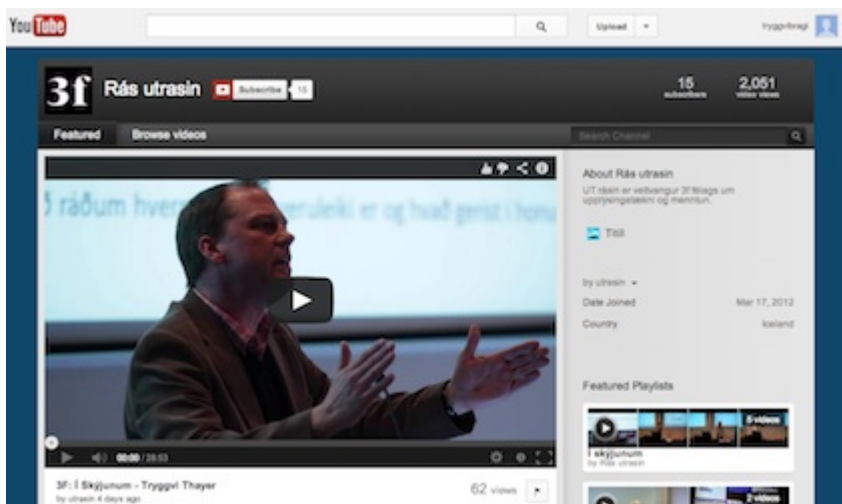 You Tube
Upload
tryggvibragi
3f
Rás utrasin
Subscribe 15
15
subscribers
2,051
video views
Featured
Browse videos
Search Channel
ð ráðum hver
veruleiki er og hvað gerist í honu
00:00 / 28:53
3F: Í Skýjunum - Tryggvi Thayer
by utrasin 4 days ago
62 views
About Rás utrasin
UT rásin er vettvangur 3f félags um
upplýsingatækni og menntun.
Titill
by utrasin
Date Joined Mar 17, 2012
Country Iceland
Featured Playlists
5 videos
Í skýjunum
by Rás utrasin
2 videos